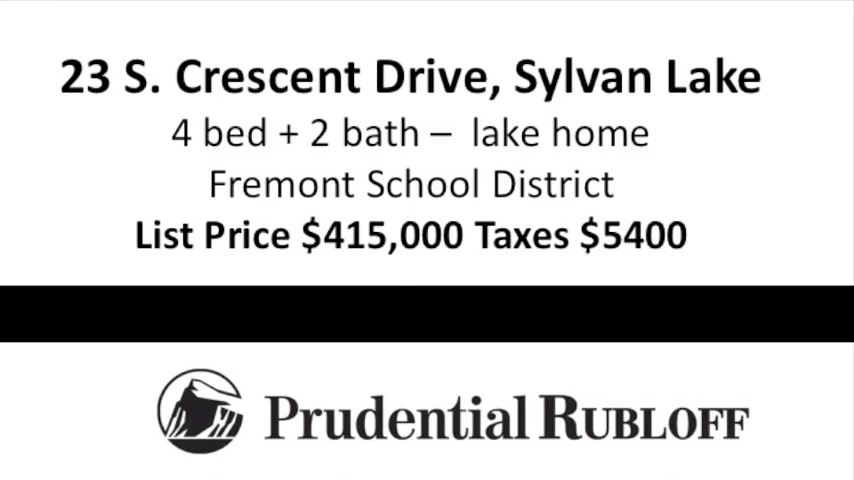 23 S. Crescent Drive, Sylvan Lake
4 bed + 2 bath – lake home
Fremont School District
List Price $415,000 Taxes $5400
Prudential RUBLOFF